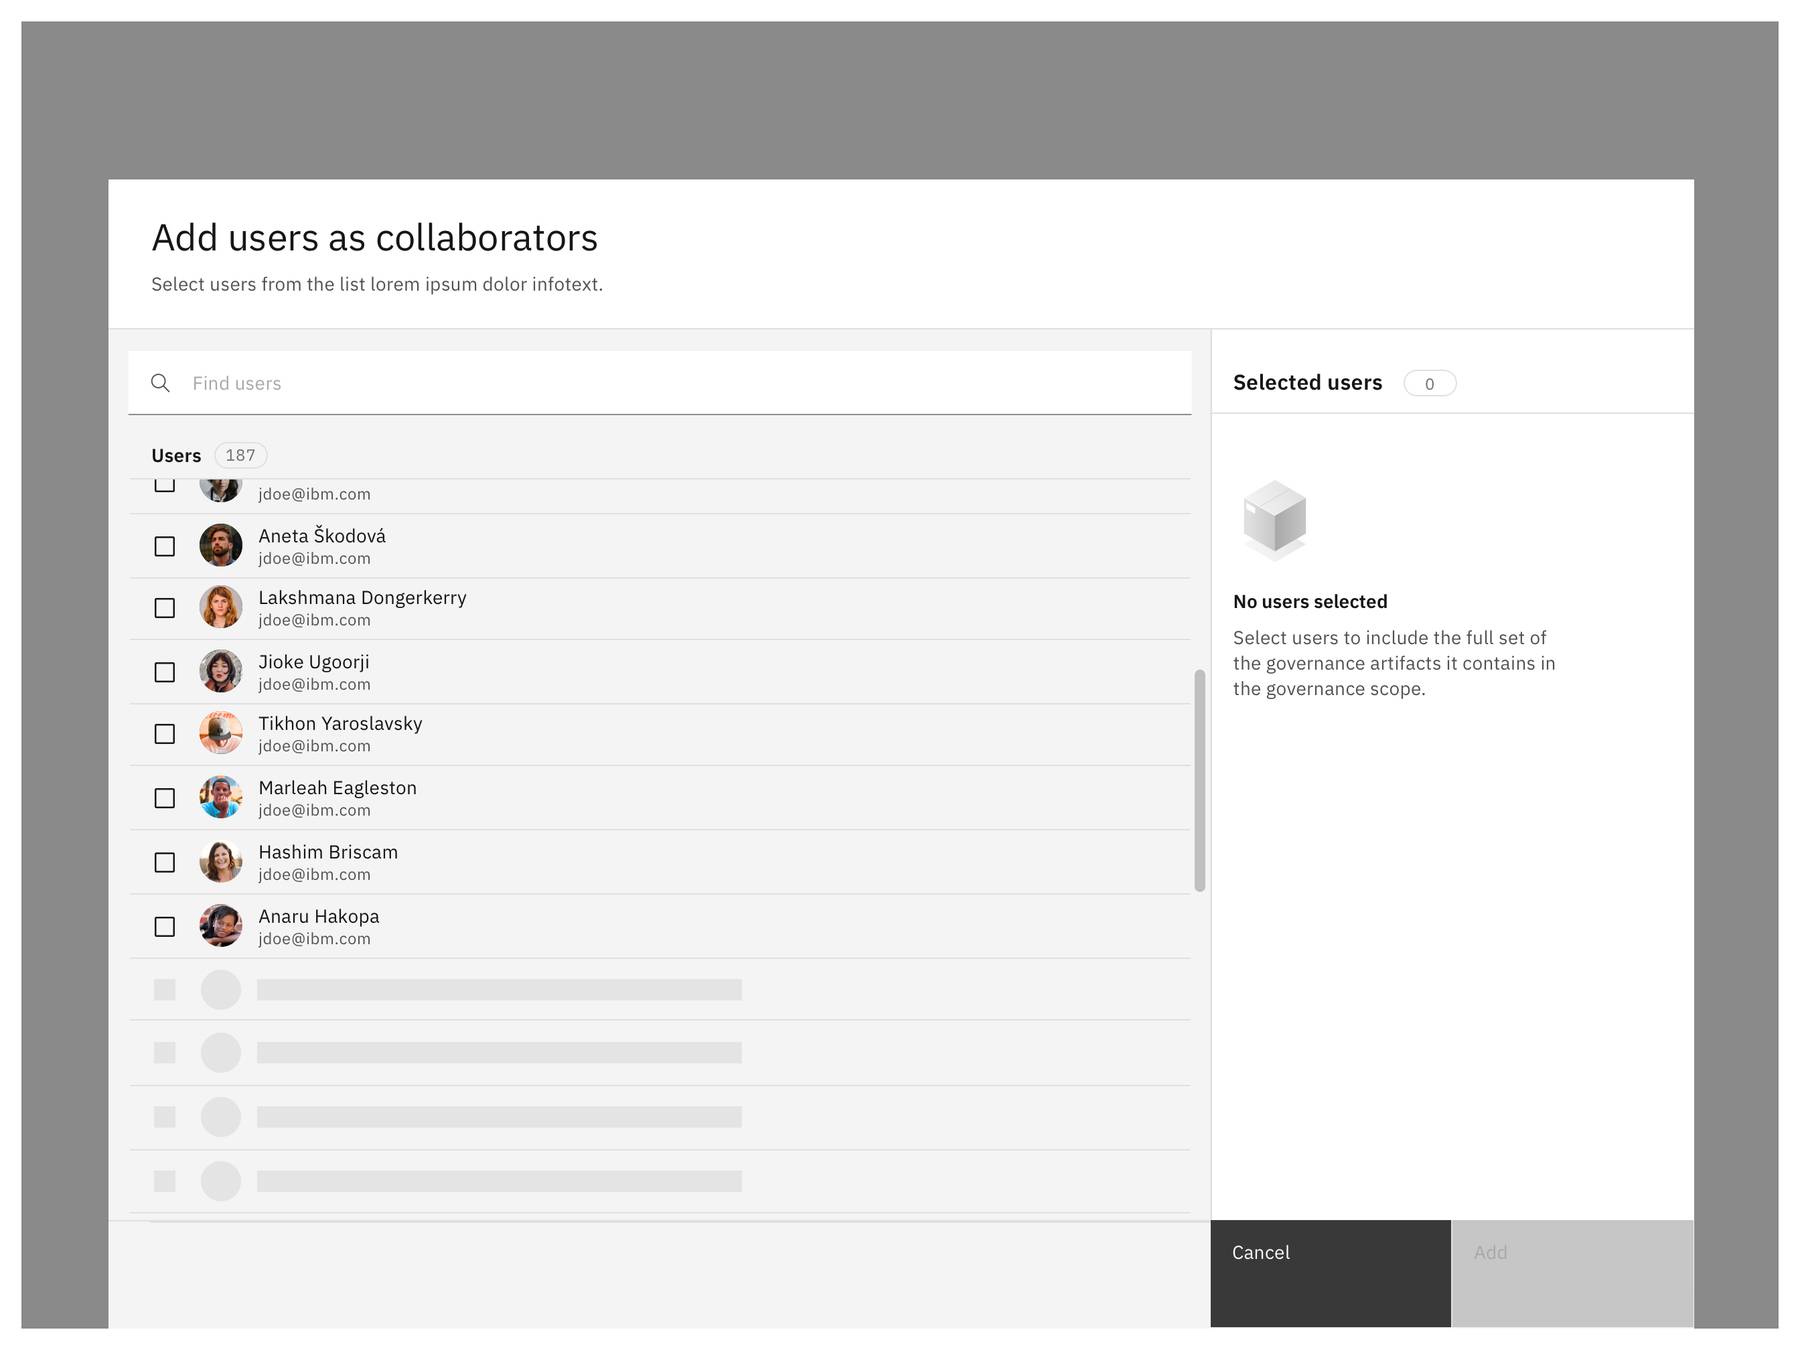 Add users as collaborators
Select users from the list lorem ipsum dolor infotext.
Find users
Users 187
jdoe@ibm.com
Aneta Škodová
jdoe@ibm.com
Lakshmana Dongerkerry
jdoe@ibm.com
Jioke Ugoorji
jdoe@ibm.com
Tikhon Yaroslavsky
jdoe@ibm.com
Marleah Eagleston
jdoe@ibm.com
Hashim Briscam
jdoe@ibm.com
Anaru Hakopa
jdoe@ibm.com
Selected users 0
No users selected
Select users to include the full set of
the governance artifacts it contains in
the governance scope.
Cancel
Add